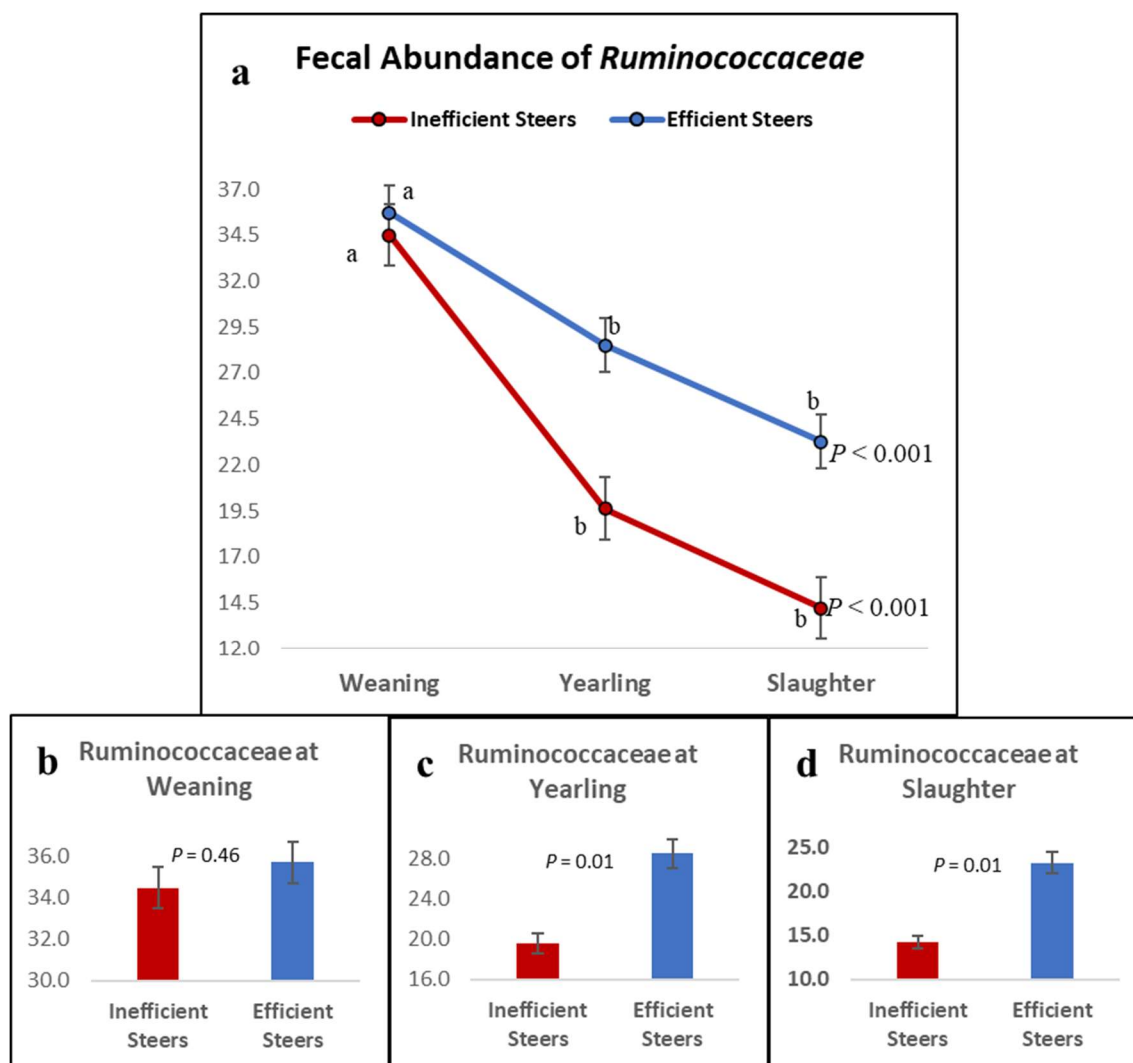 a Fecal Abundance of Ruminococcaceae
Inefficient Steers Efficient Steers
37.0
34.5
32.0
29.5
27.0
24.5
22.0
19.5
17.0
14.5
12.0
a
a
b
b
b
P < 0.001
b P < 0.001
Weaning Yearling Slaughter
b Ruminococcaceae at
Weaning
36.0
34.0
32.0
30.0
P = 0.46
Inefficient Efficient
Steers Steers
c Ruminococcaceae at
Yearling
28.0
24.0
20.0
16.0
P = 0.01
Inefficient Efficient
Steers Steers
d Ruminococcaceae at
Slaughter
25.0
20.0
15.0
10.0
P = 0.01
Inefficient Efficient
Steers Steers